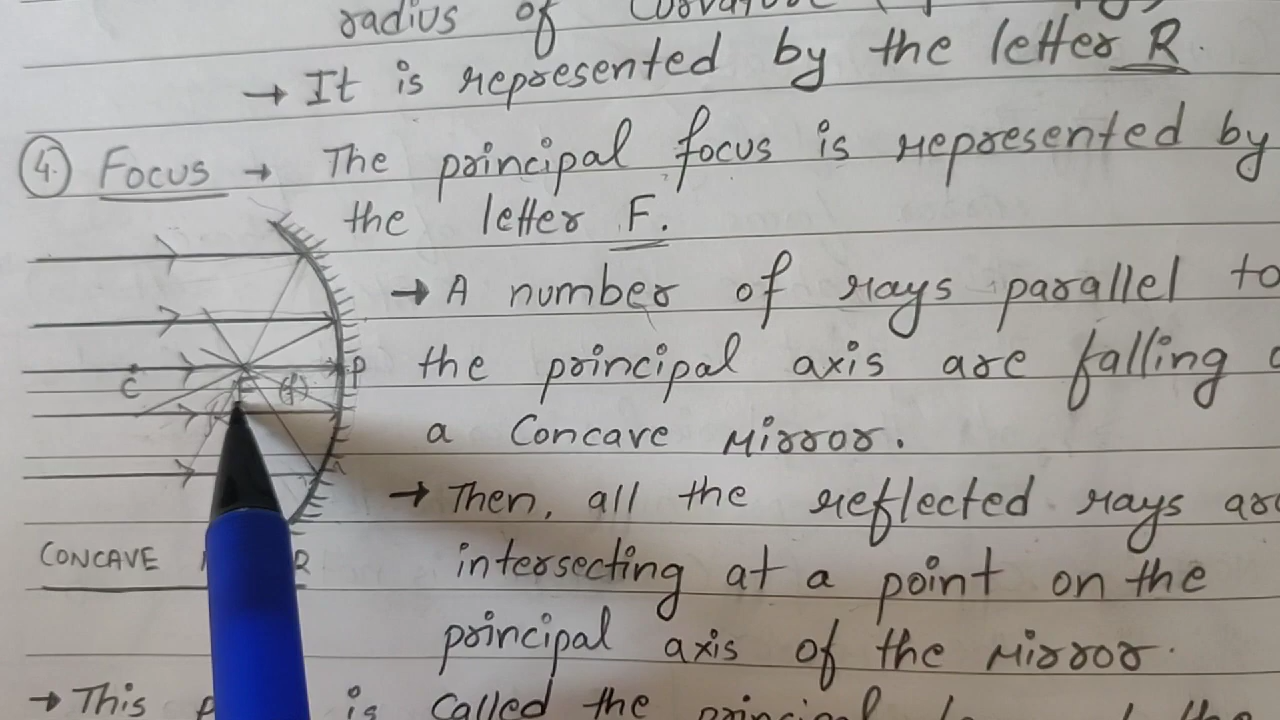 radius of
→ It is represented by the letter R.
④ Focus → The principal focus is represented by
the letter F.
→ A number of rays parallel to
the principal axis are falling
a Concave Mirror.
→ Then, all the reflected rays are
intersecting at a point on the
principal axis of the Mirror.
→ This is called the principal
C F (f) P
CONCAVE